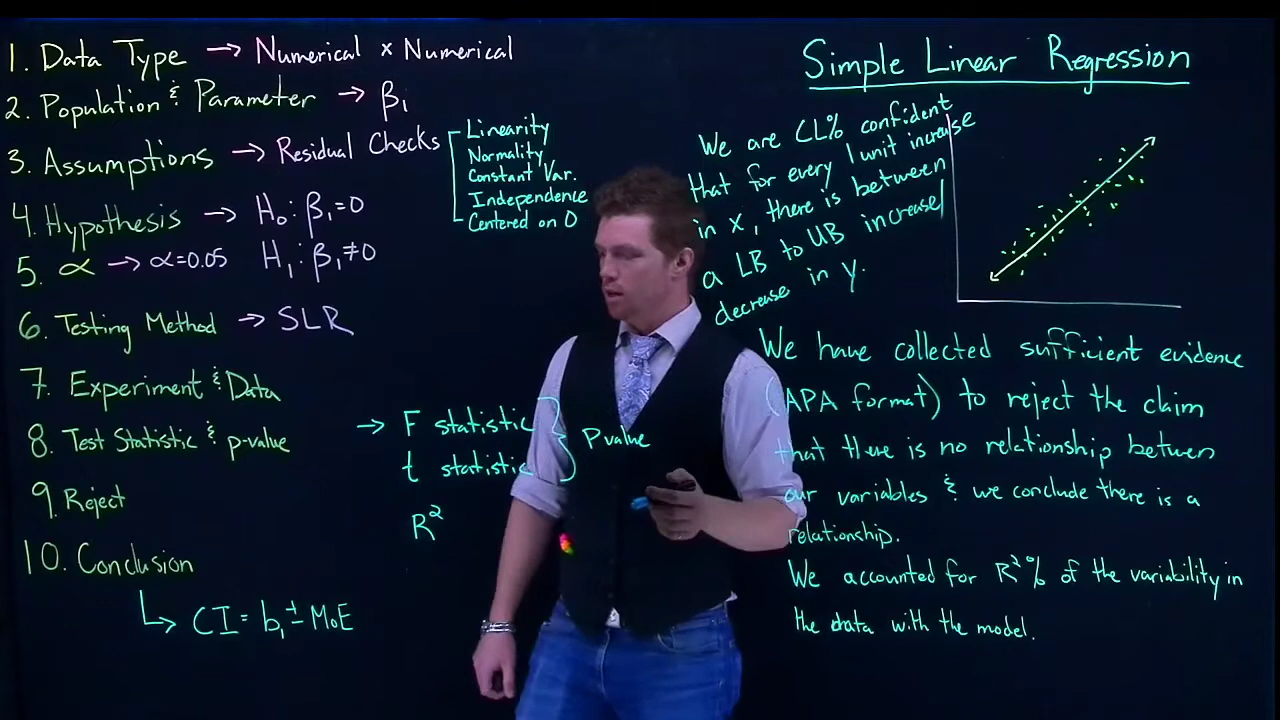 1. Data Type → Numerical x Numerical
2. Population & Parameter → β₁
3. Assumptions → Residual Checks
Linearity
Normality
Constant Var.
Independence
Centered on 0
4. Hypothesis → H₀: β₁=0
H₁: β₁≠0
5. α → α=0.05
6. Testing Method → SLR
7. Experiment & Data
8. Test Statistic & p-value
→ F statistic
t statistic
P value
R²
9. Reject
10. Conclusion
↳ CI = b₁ ± MoE
Simple Linear Regression
We are CL% confident
that for every 1 unit increase
in x, there is between
a LB to UB increase/
decrease in y.
We have collected sufficient evidence
(APA format) to reject the claim
that there is no relationship between
our variables & we conclude there is a
relationship.
We accounted for R²% of the variability in
the data with the model.